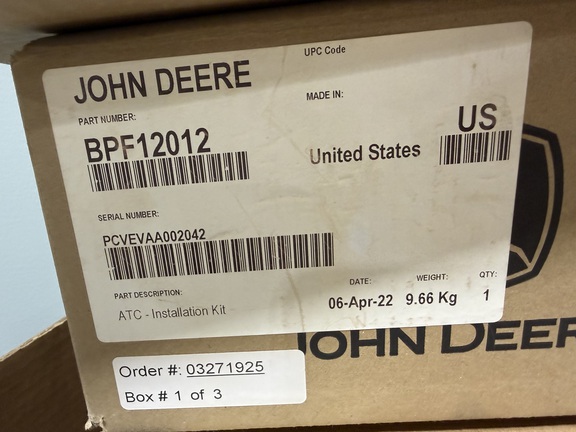 UPC Code
JOHN DEERE
PART NUMBER:
MADE IN:
BPF12012
United States
US
SERIAL NUMBER:
PCVEVAA002042
PART DESCRIPTION:
ATC - Installation Kit
DATE:
WEIGHT:
QTY:
06-Apr-22
9.66 Kg
1
JOHN DEER
Order #: 03271925
Box # 1 of 3